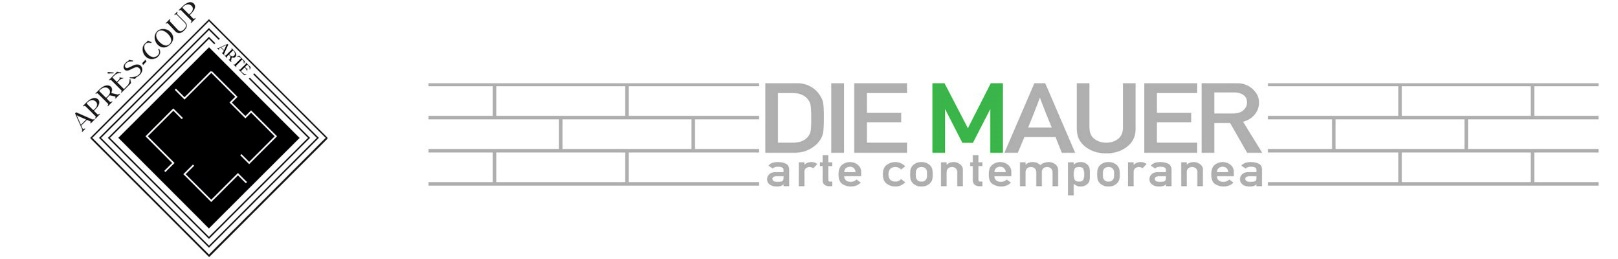 APRÈS-COUP
ARTE
DIE MAUER
arte contemporanea